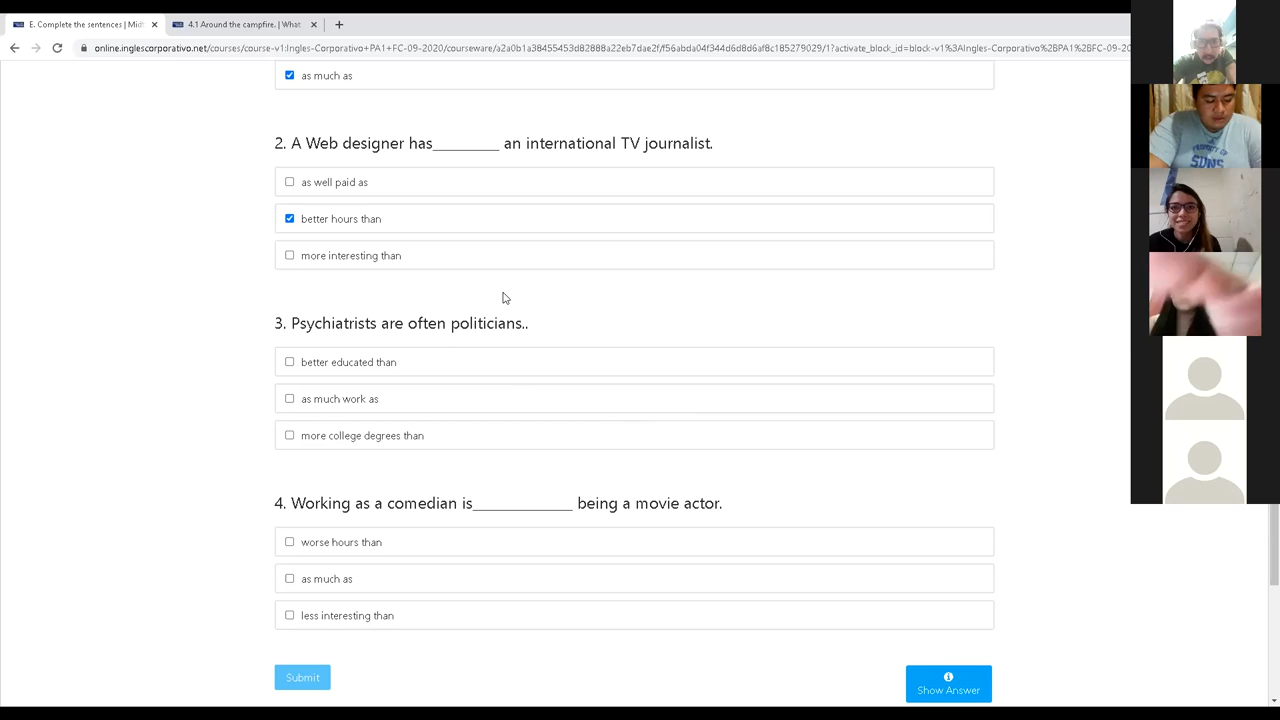 E. Complete the sentences | Midt
4.1 Around the campfire. | What
online.inglescorporativo.net/courses/course-v1:Ingles-Corporativo+PA1+FC-09-2020/courseware/a2a0b1a38455453d82888a22eb7dae2f/f56abda04f344d6d8d6af8c185279029/1?activate_block_id=block-v1%3AIngles-Corporativo%2BPA1%2BFC-09-20
as much as
2. A Web designer has________ an international TV journalist.
as well paid as
better hours than
more interesting than
3. Psychiatrists are often politicians..
better educated than
as much work as
more college degrees than
4. Working as a comedian is____________ being a movie actor.
worse hours than
as much as
less interesting than
Submit
Show Answer
SUNS